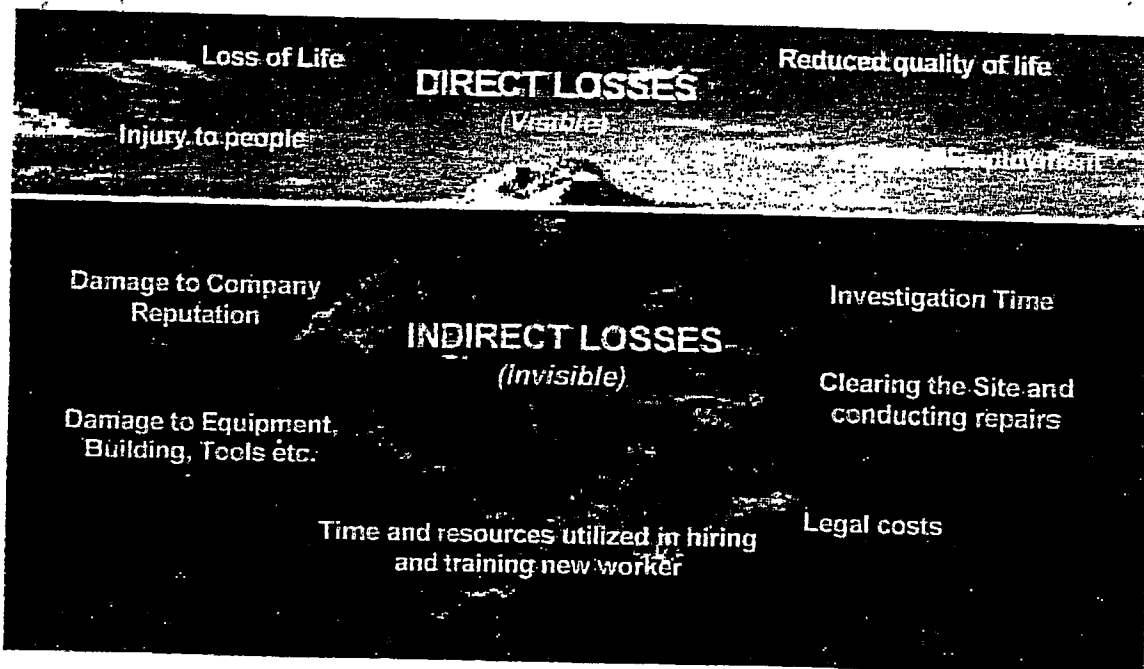 Loss of Life
Reduced quality of life
DIRECT LOSSES
(Visible)
Injury to people
Employment
Damage to Company
Reputation
Investigation Time
INDIRECT LOSSES
(Invisible)
Clearing the Site and
conducting repairs
Damage to Equipment,
Building, Tools etc.
Legal costs
Time and resources utilized in hiring
and training new worker